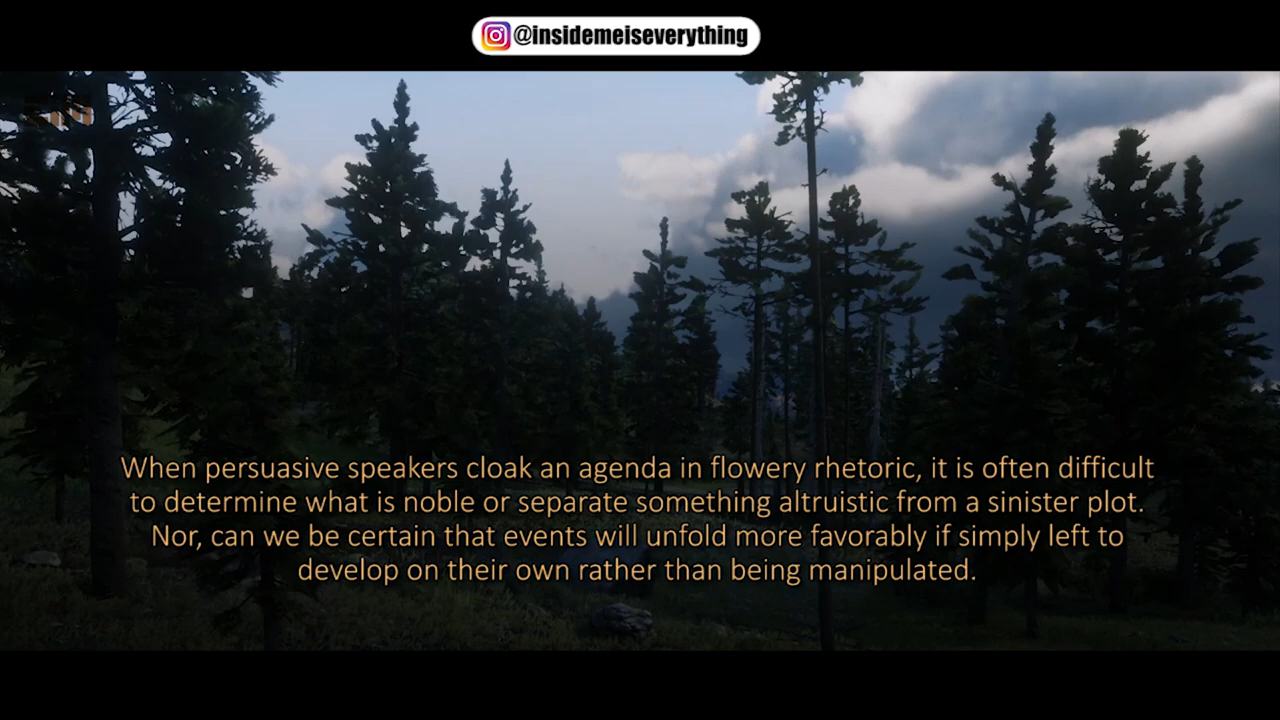 @insidemeiseverything
When persuasive speakers cloak an agenda in flowery rhetoric, it is often difficult
to determine what is noble or separate something altruistic from a sinister plot.
Nor, can we be certain that events will unfold more favorably if simply left to
develop on their own rather than being manipulated.